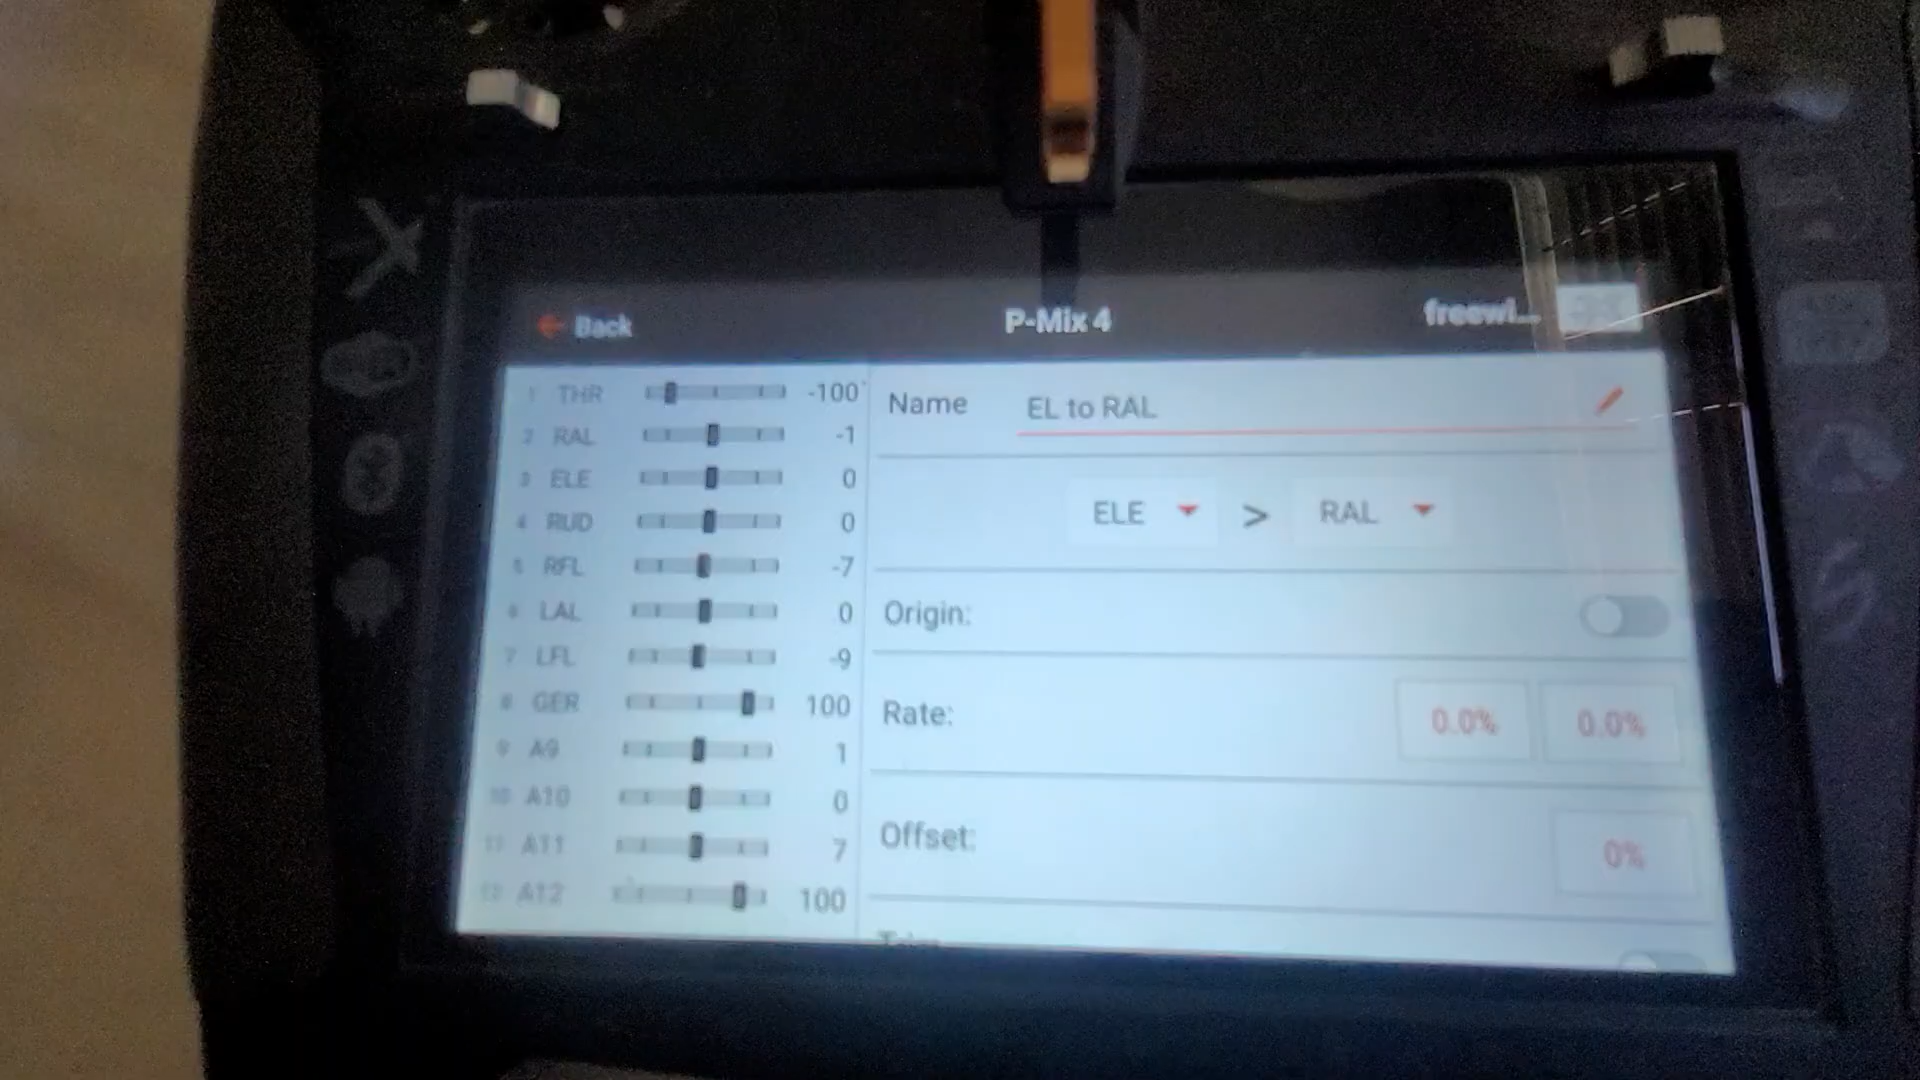 Back P-Mix 4 freewi...
1 THR -100
2 RAL -1
3 ELE 0
4 RUD 0
5 RFL -7
6 LAL 0
7 LFL -9
8 GER 100
9 A9 1
10 A10 0
11 A11 7
12 A12 100
Name EL to RAL
ELE > RAL
Origin:
Rate: 0.0% 0.0%
Offset: 0%